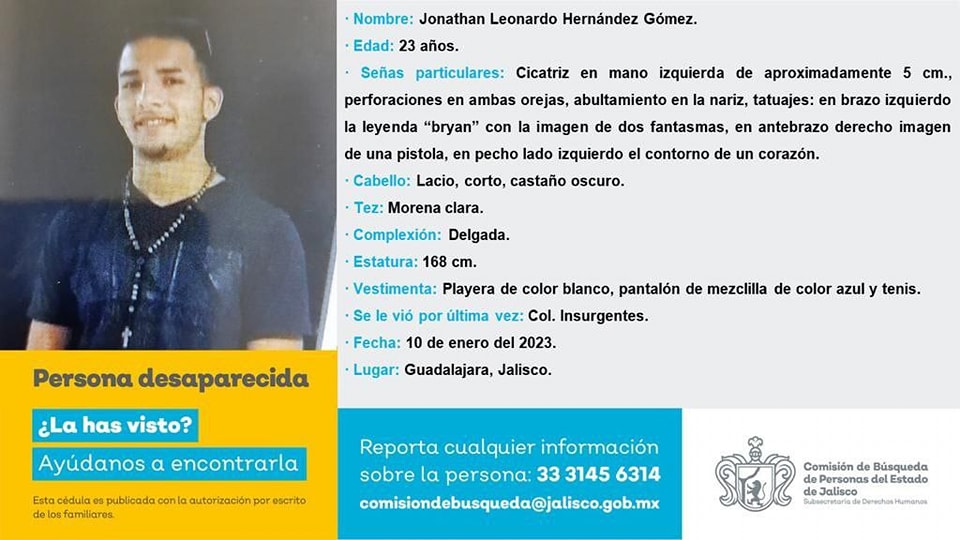 · Nombre: Jonathan Leonardo Hernández Gómez.
· Edad: 23 años.
· Señas particulares: Cicatriz en mano izquierda de aproximadamente 5 cm.,
perforaciones en ambas orejas, abultamiento en la nariz, tatuajes: en brazo izquierdo
la leyenda “bryan” con la imagen de dos fantasmas, en antebrazo derecho imagen
de una pistola, en pecho lado izquierdo el contorno de un corazón.
· Cabello: Lacio, corto, castaño oscuro.
· Tez: Morena clara.
· Complexión: Delgada.
· Estatura: 168 cm.
· Vestimenta: Playera de color blanco, pantalón de mezclilla de color azul y tenis.
· Se le vió por última vez: Col. Insurgentes.
· Fecha: 10 de enero del 2023.
· Lugar: Guadalajara, Jalisco.
Persona desaparecida
¿La has visto?
Ayúdanos a encontrarla
Esta cédula es publicada con la autorización por escrito
de los familiares.
Reporta cualquier información
sobre la persona: 33 3145 6314
comisiondebusqueda@jalisco.gob.mx
Comisión de Búsqueda
de Personas del Estado
de Jalisco
Subsecretaría de Derechos Humanos